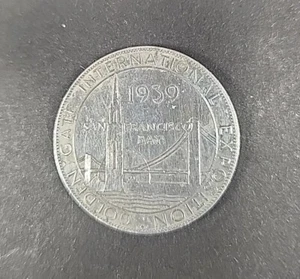 GOLDEN GATE INTERNATIONAL EXPOSITION
1939
SAN FRANCISCO
BAY